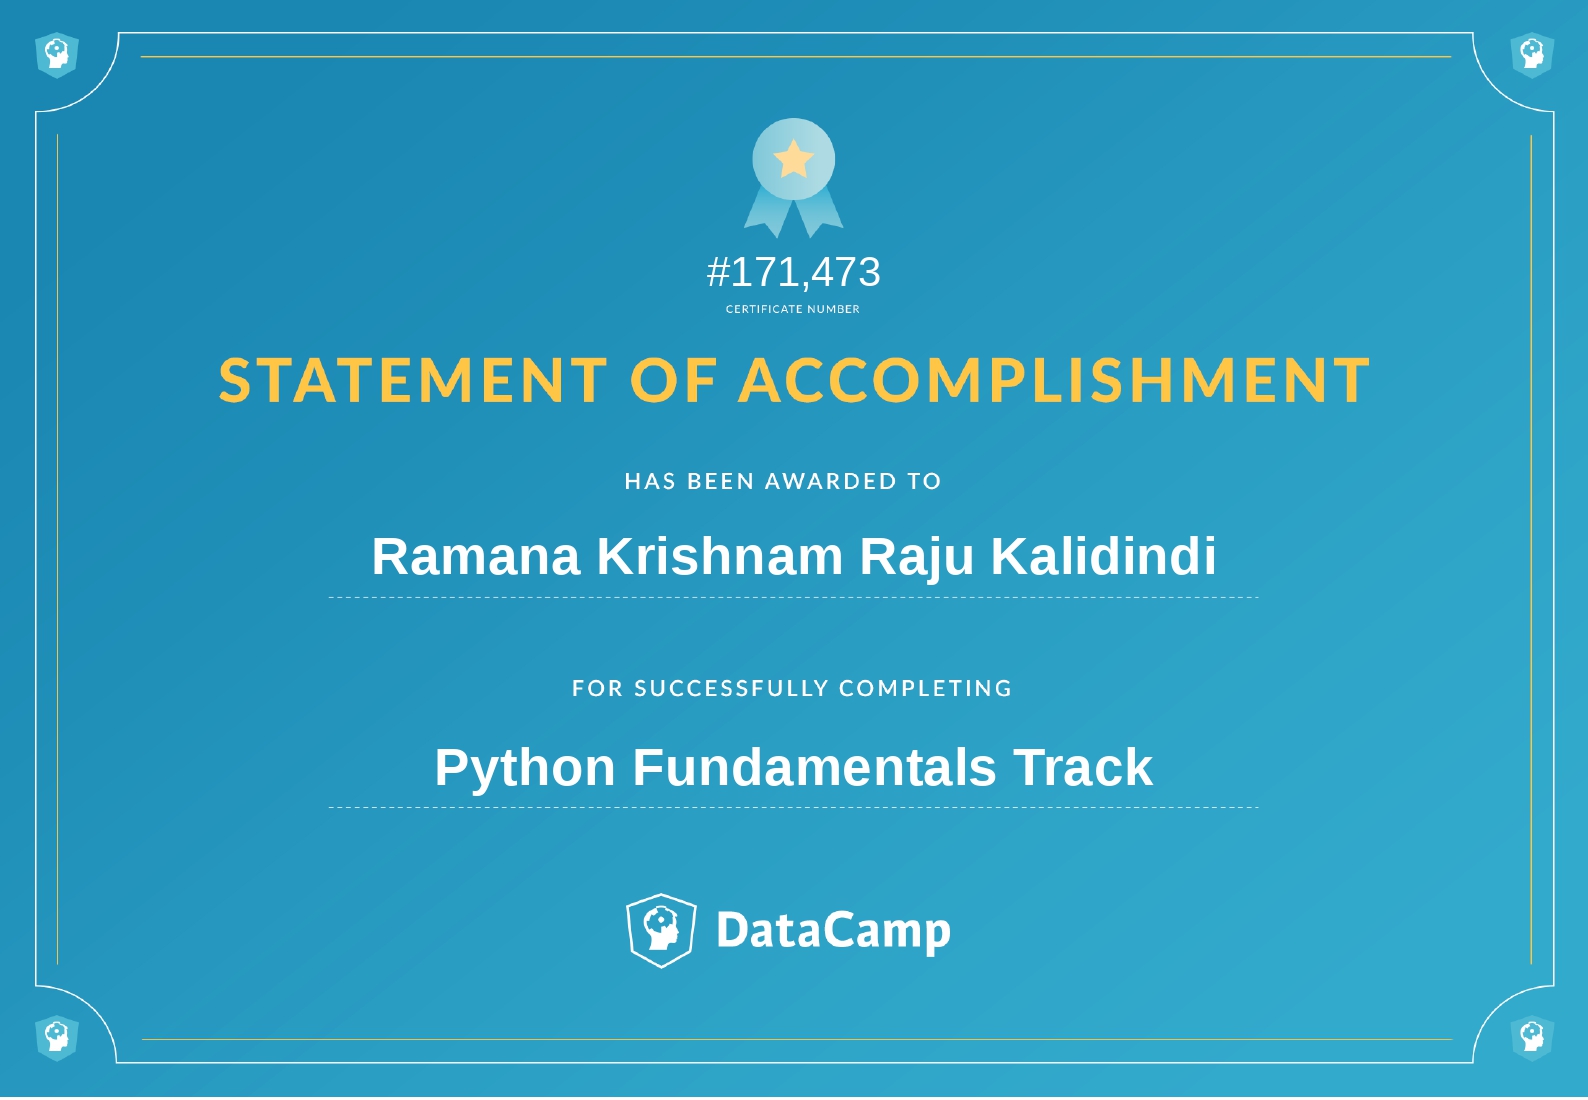 #171,473
CERTIFICATE NUMBER
STATEMENT OF ACCOMPLISHMENT
HAS BEEN AWARDED TO
Ramana Krishnam Raju Kalidindi
FOR SUCCESSFULLY COMPLETING
Python Fundamentals Track
DataCamp